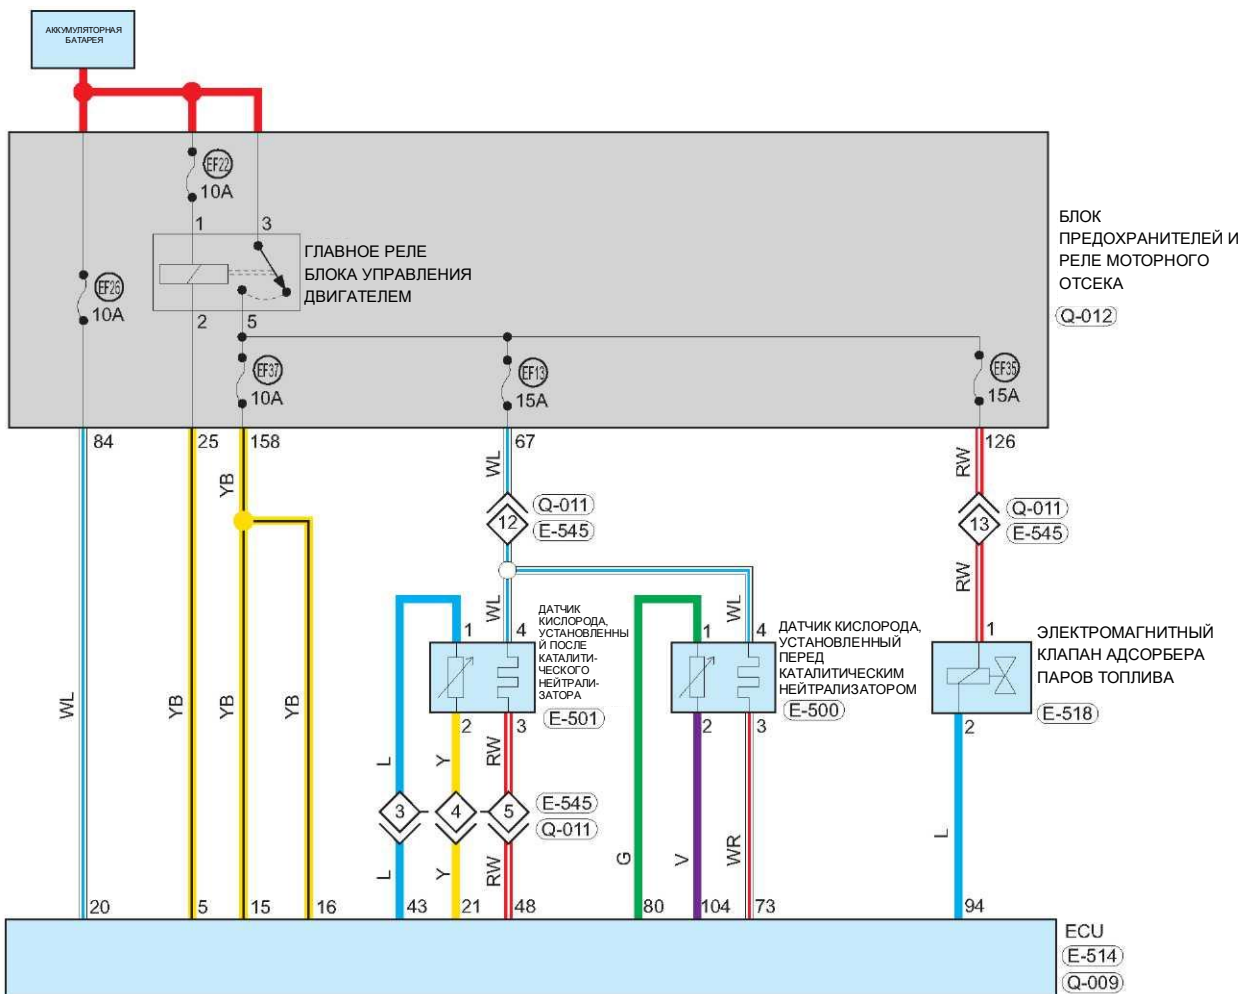 АККУМУЛЯТОРНАЯ
БАТАРЕЯ
EF22
10A
1
3
ГЛАВНОЕ РЕЛЕ
БЛОКА УПРАВЛЕНИЯ
ДВИГАТЕЛЕМ
EF26
10A
2
5
EF37
10A
EF13
15A
EF35
15A
БЛОК
ПРЕДОХРАНИТЕЛЕЙ И
РЕЛЕ МОТОРНОГО
ОТСЕКА
Q-012
84
25
158
67
126
YB
WL
RW
12
Q-011
E-545
13
Q-011
E-545
WL
WL
RW
1
4
ДАТЧИК
КИСЛОРОДА,
УСТАНОВЛЕННЫ
Й ПОСЛЕ
КАТАЛИТИ-
ЧЕСКОГО
НЕЙТРАЛИ-
ЗАТОРА
E-501
2
3
1
4
ДАТЧИК КИСЛОРОДА,
УСТАНОВЛЕННЫЙ
ПЕРЕД
КАТАЛИТИЧЕСКИМ
НЕЙТРАЛИЗАТОРОМ
E-500
2
3
1
ЭЛЕКТРОМАГНИТНЫЙ
КЛАПАН АДСОРБЕРА
ПАРОВ ТОПЛИВА
E-518
2
WL
YB
YB
YB
L
Y
RW
3
4
5
E-545
Q-011
L
Y
RW
G
V
WR
L
20
5
15
16
43
21
48
80
104
73
94
ECU
E-514
Q-009